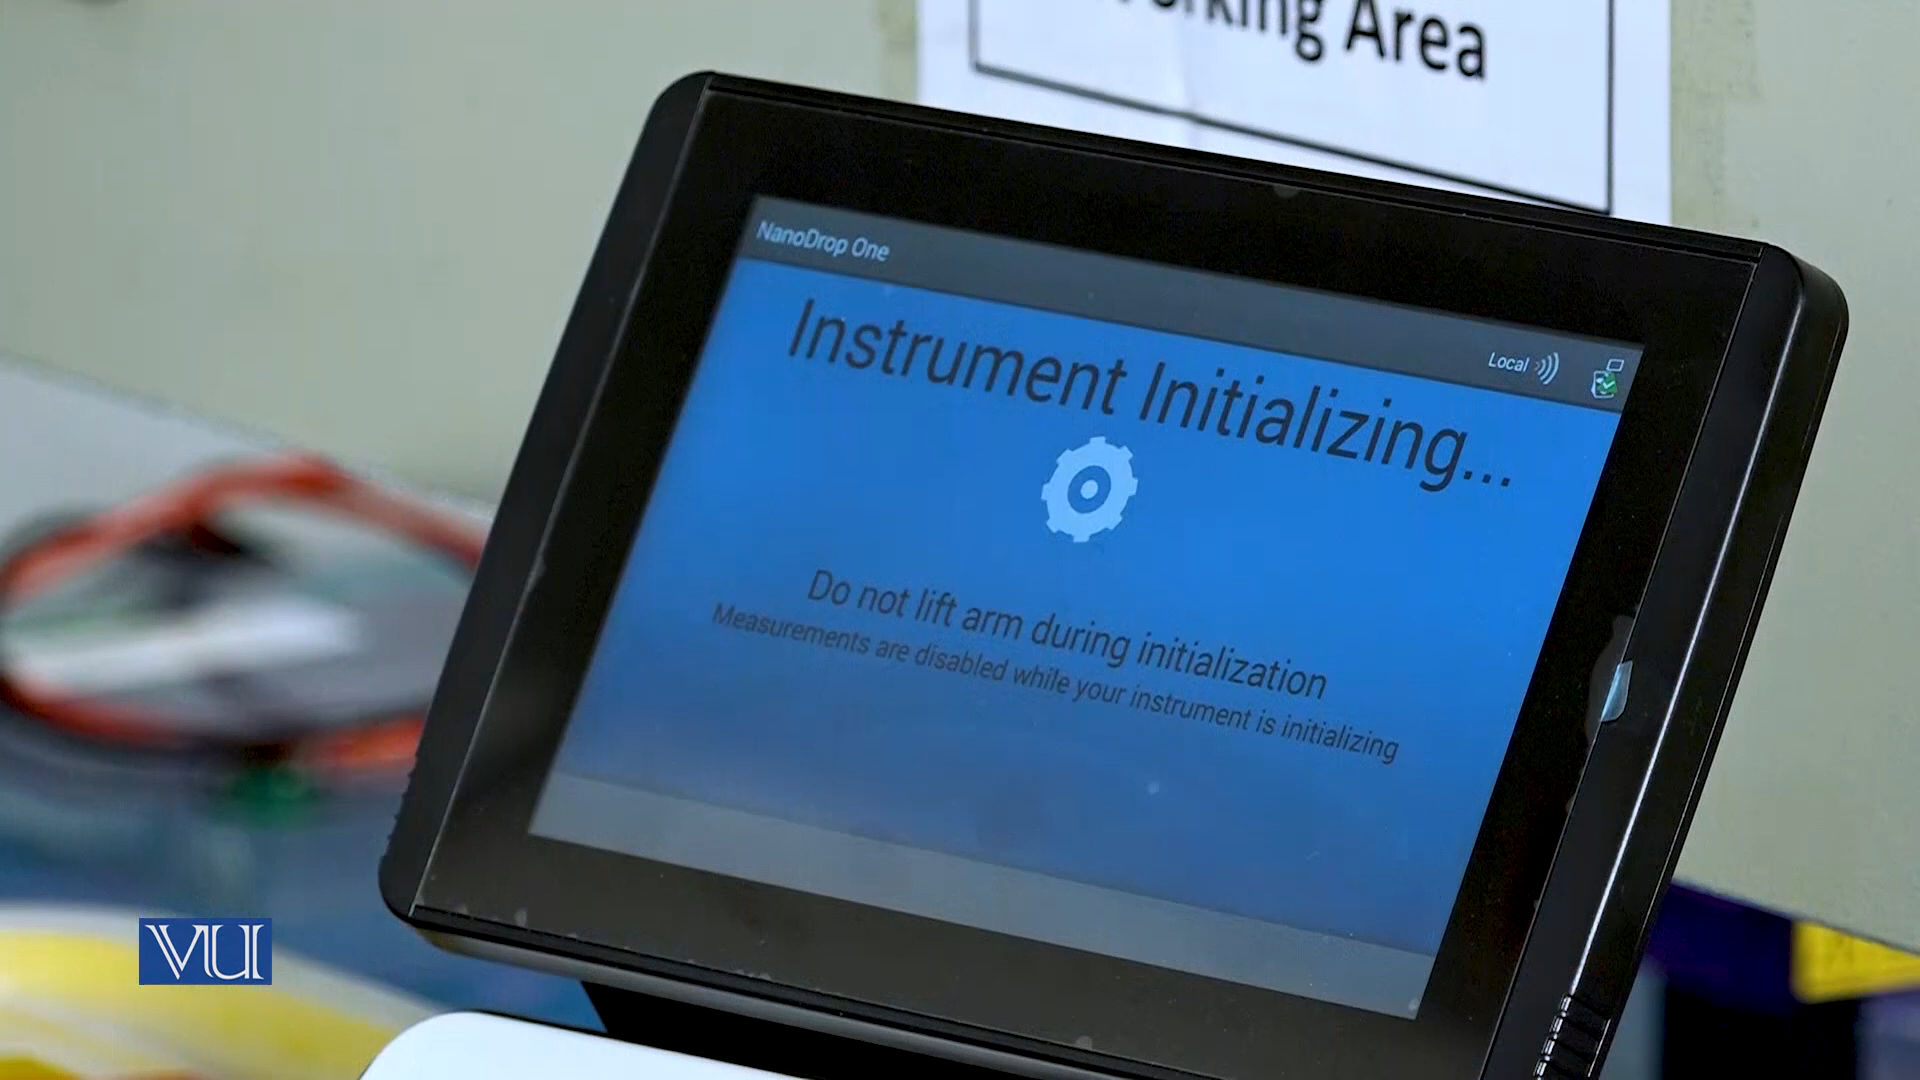 Area
NanoDrop One
Local
Instrument Initializing...
Do not lift arm during initialization
Measurements are disabled while your instrument is initializing
VU